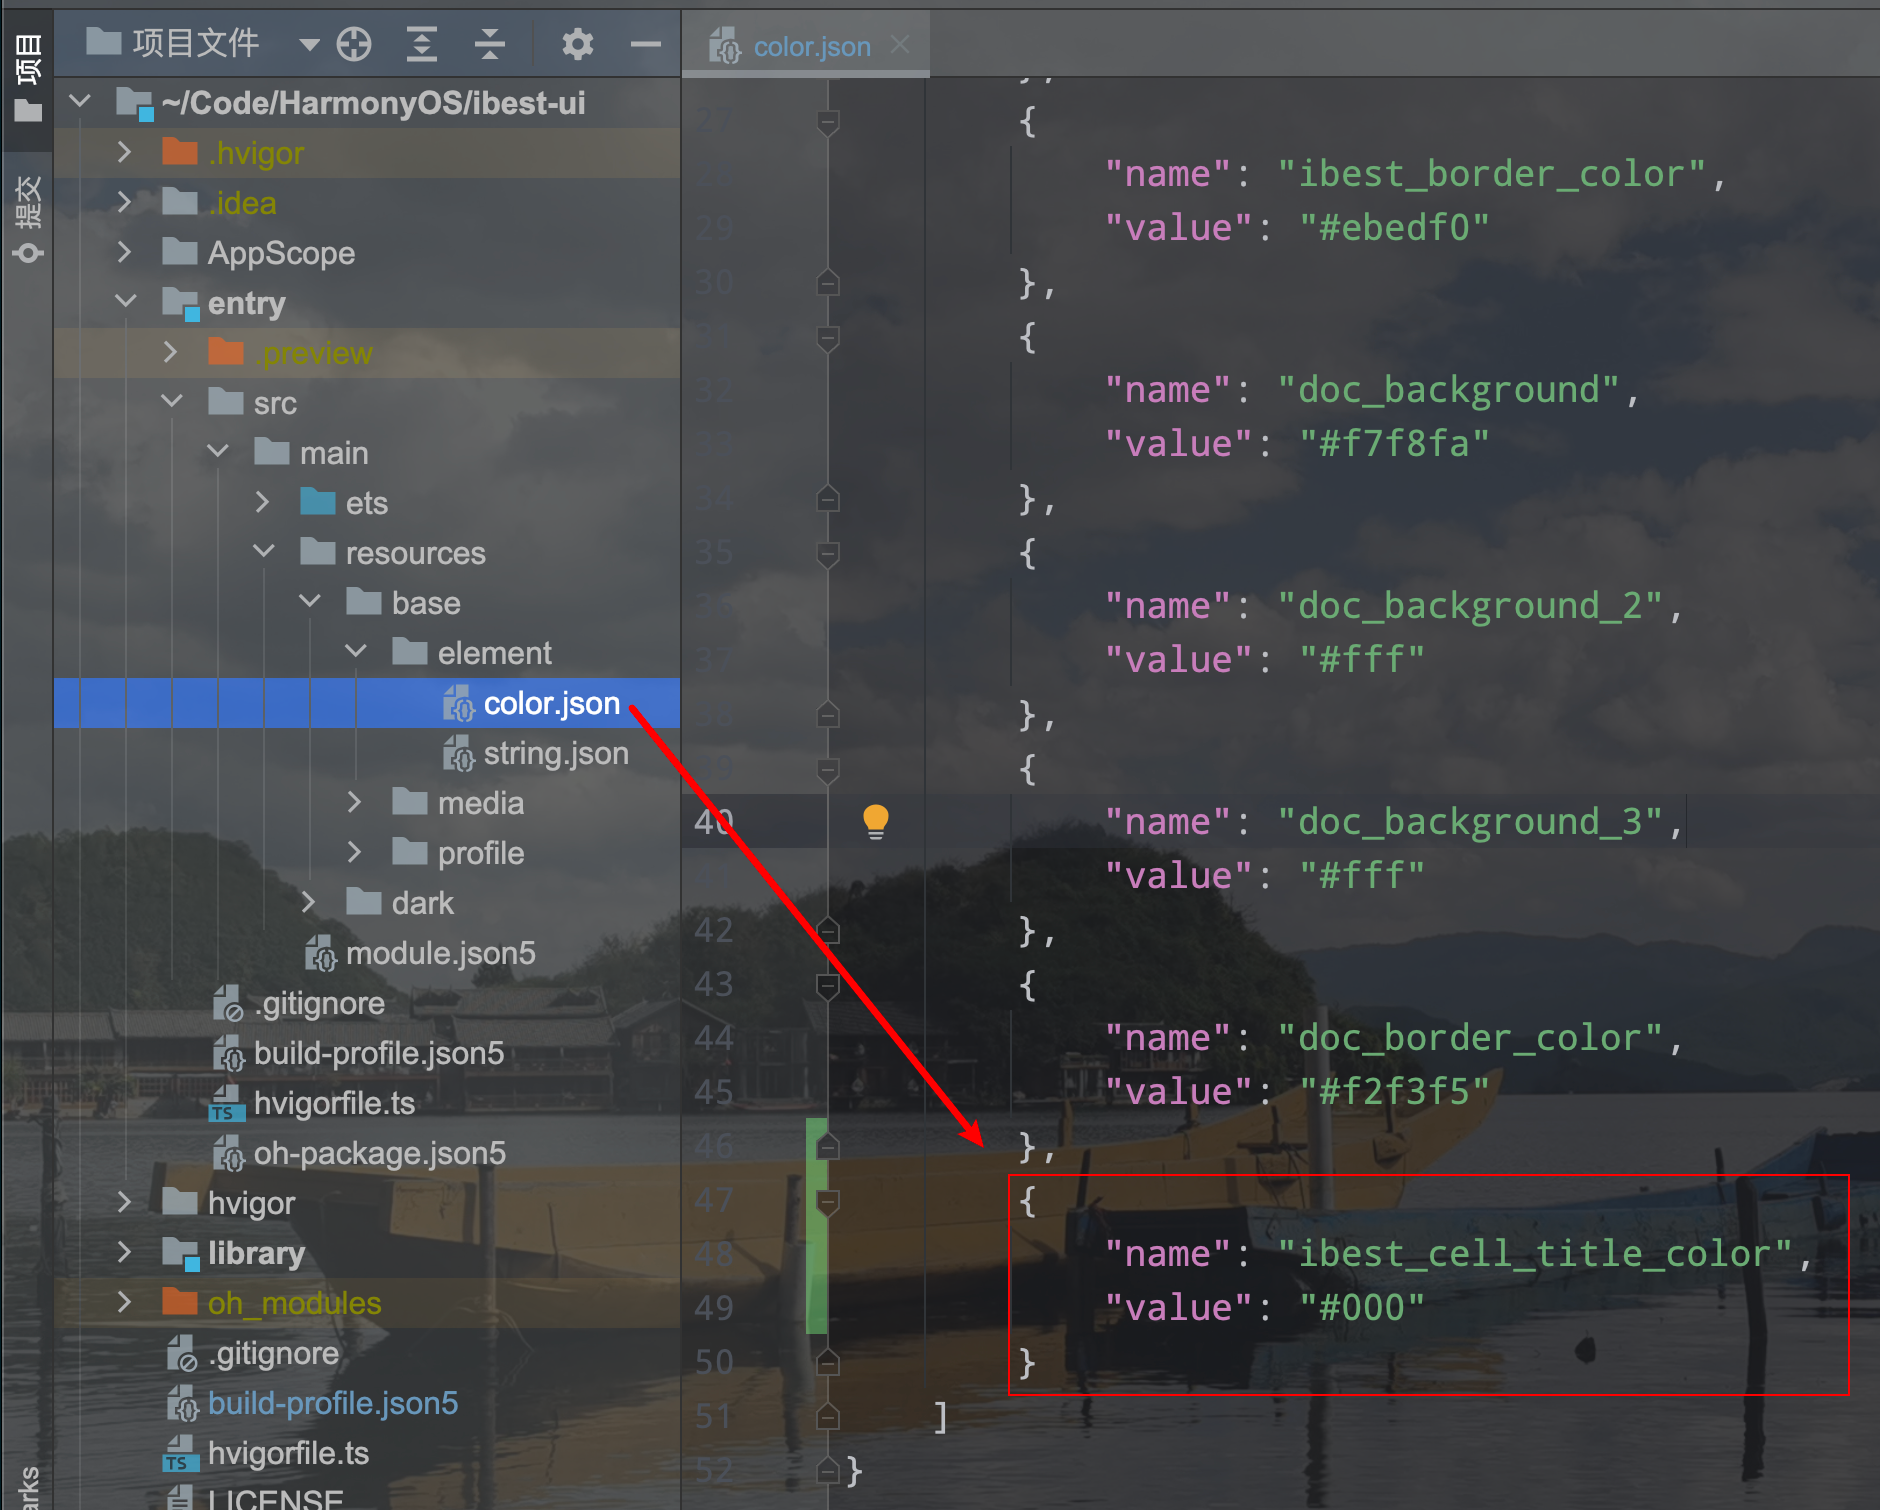 项目
提交
arks
项目文件
~/Code/HarmonyOS/ibest-ui
.hvigor
.idea
AppScope
entry
.preview
src
main
ets
resources
base
element
color.json
string.json
media
profile
dark
module.json5
.gitignore
build-profile.json5
hvigorfile.ts
oh-package.json5
hvigor
library
oh_modules
.gitignore
build-profile.json5
hvigorfile.ts
LICENSE
color.json
},
27 {
"name": "ibest_border_color",
29 "value": "#ebedf0"
30 },
{
32 "name": "doc_background",
"value": "#f7f8fa"
34 },
35 {
36 "name": "doc_background_2",
37 "value": "#fff"
38 },
39 {
40 "name": "doc_background_3",
"value": "#fff"
42 },
43 {
44 "name": "doc_border_color",
45 "value": "#f2f3f5"
46 },
47 {
48 "name": "ibest_cell_title_color",
49 "value": "#000"
50 }
51 ]
52 }